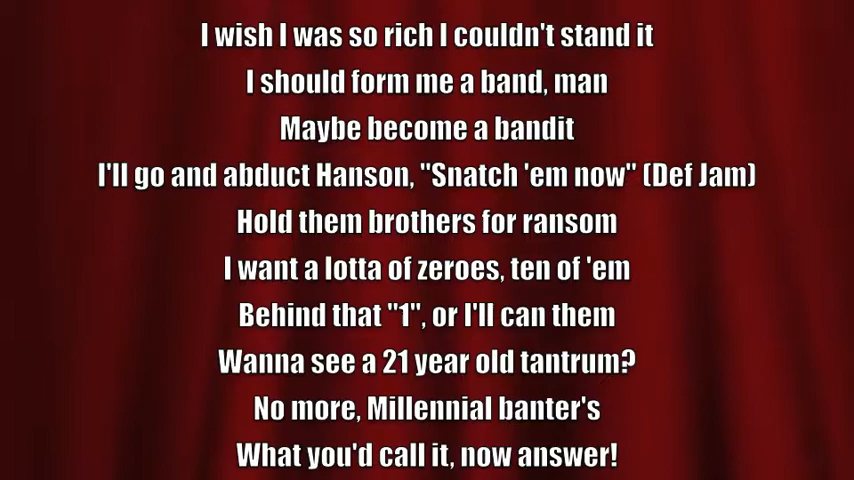 I wish I was so rich I couldn't stand it
I should form me a band, man
Maybe become a bandit
I'll go and abduct Hanson, "Snatch 'em now" (Def Jam)
Hold them brothers for ransom
I want a lotta of zeroes, ten of 'em
Behind that "1", or I'll can them
Wanna see a 21 year old tantrum?
No more, Millennial banter's
What you'd call it, now answer!